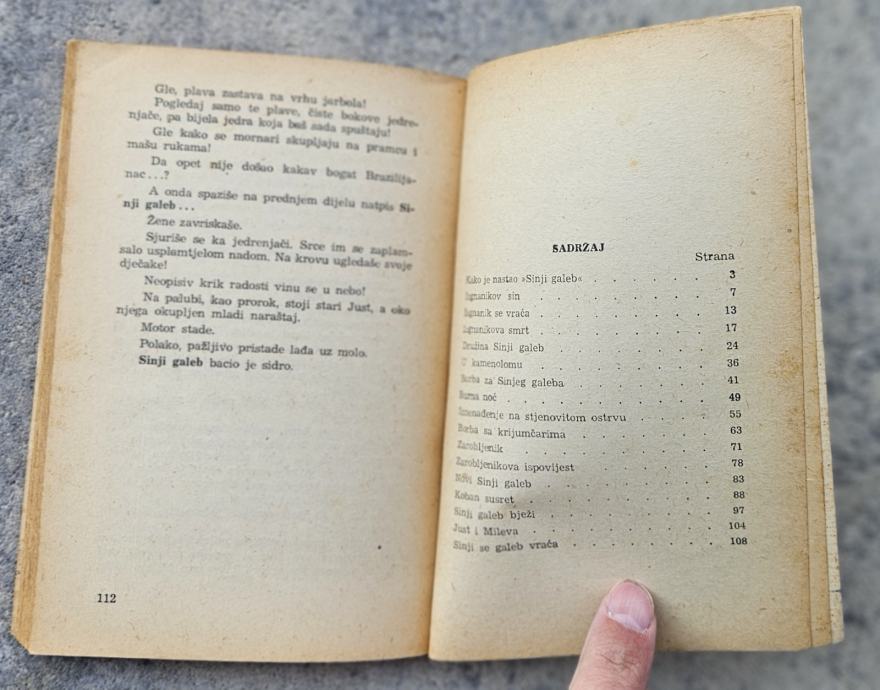 Gle, plava zastava na vrhu jarbola!
Pogledaj samo te plave, čiste bokove jedre-
njače, pa bijela jedra koja baš sada spuštaju!
Gle kako se mornari skupljaju na pramcu i
mašu rukama!
Da opet nije došao kakav bogat Brazilija-
nac...?
A onda spaziše na prednjem dijelu natpis Si-
nji galeb...
Žene zavriskaše.
Sjuriše se ka jedrenjači. Srce im se zaplam-
salo usplamtjelom nadom. Na krovu ugledaše svoje
dječake!
Neopisiv krik radosti vinu se u nebo!
Na palubi, kao prorok, stoji stari Just, a oko
njega okupljen mladi naraštaj.
Motor stade.
Polako, pažljivo pristade lađa uz molo.
Sinji galeb bacio je sidro.
112
SADRŽAJ
Strana
Kako je nastao »Sinji galeb« . . . . . . 3
sin . . . . . . . . 7
se vraća . . . . . . . 13
smrt . . . . . . . 17
Družina Sinji galeb . . . . . . . 24
U kamenolomu . . . . . . . 36
Borba za Sinjeg galeba . . . . . . 41
Burna noć . . . . . . . . 49
Iznenađenje na stjenovitom ostrvu . . . . 55
Borba sa krijumčarima . . . . . . 63
Zarobljenik . . . . . . . . 71
Zarobljenikova ispovijest . . . . . 78
Novi Sinji galeb . . . . . . . 83
Koban susret . . . . . . . . 88
Sinji galeb bježi . . . . . . . 97
Just i Mileva . . . . . . . . 104
Sinji se galeb vraća . . . . . . 108